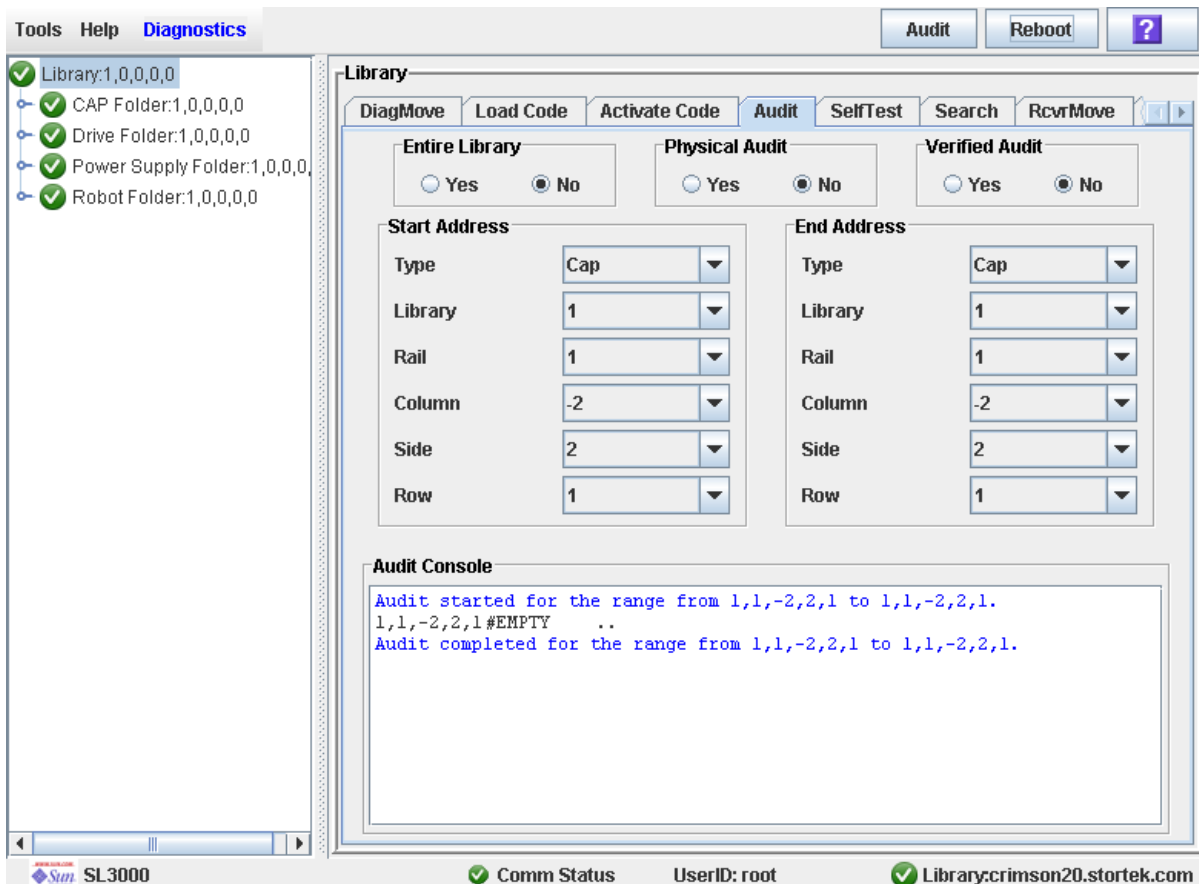 Tools Help Diagnostics
Audit Reboot ?
Library:1,0,0,0,0
CAP Folder:1,0,0,0,0
Drive Folder:1,0,0,0,0
Power Supply Folder:1,0,0,0,
Robot Folder:1,0,0,0,0
Library
DiagMove Load Code Activate Code Audit SelfTest Search RcvrMove
Entire Library Physical Audit Verified Audit
Yes No Yes No Yes No
Start Address
Type Cap
Library 1
Rail 1
Column -2
Side 2
Row 1
End Address
Type Cap
Library 1
Rail 1
Column -2
Side 2
Row 1
Audit Console
Audit started for the range from 1,1,-2,2,1 to 1,1,-2,2,1.
1,1,-2,2,1#EMPTY ..
Audit completed for the range from 1,1,-2,2,1 to 1,1,-2,2,1.
Sun SL3000 Comm Status UserID: root Library:crimson20.stortek.com